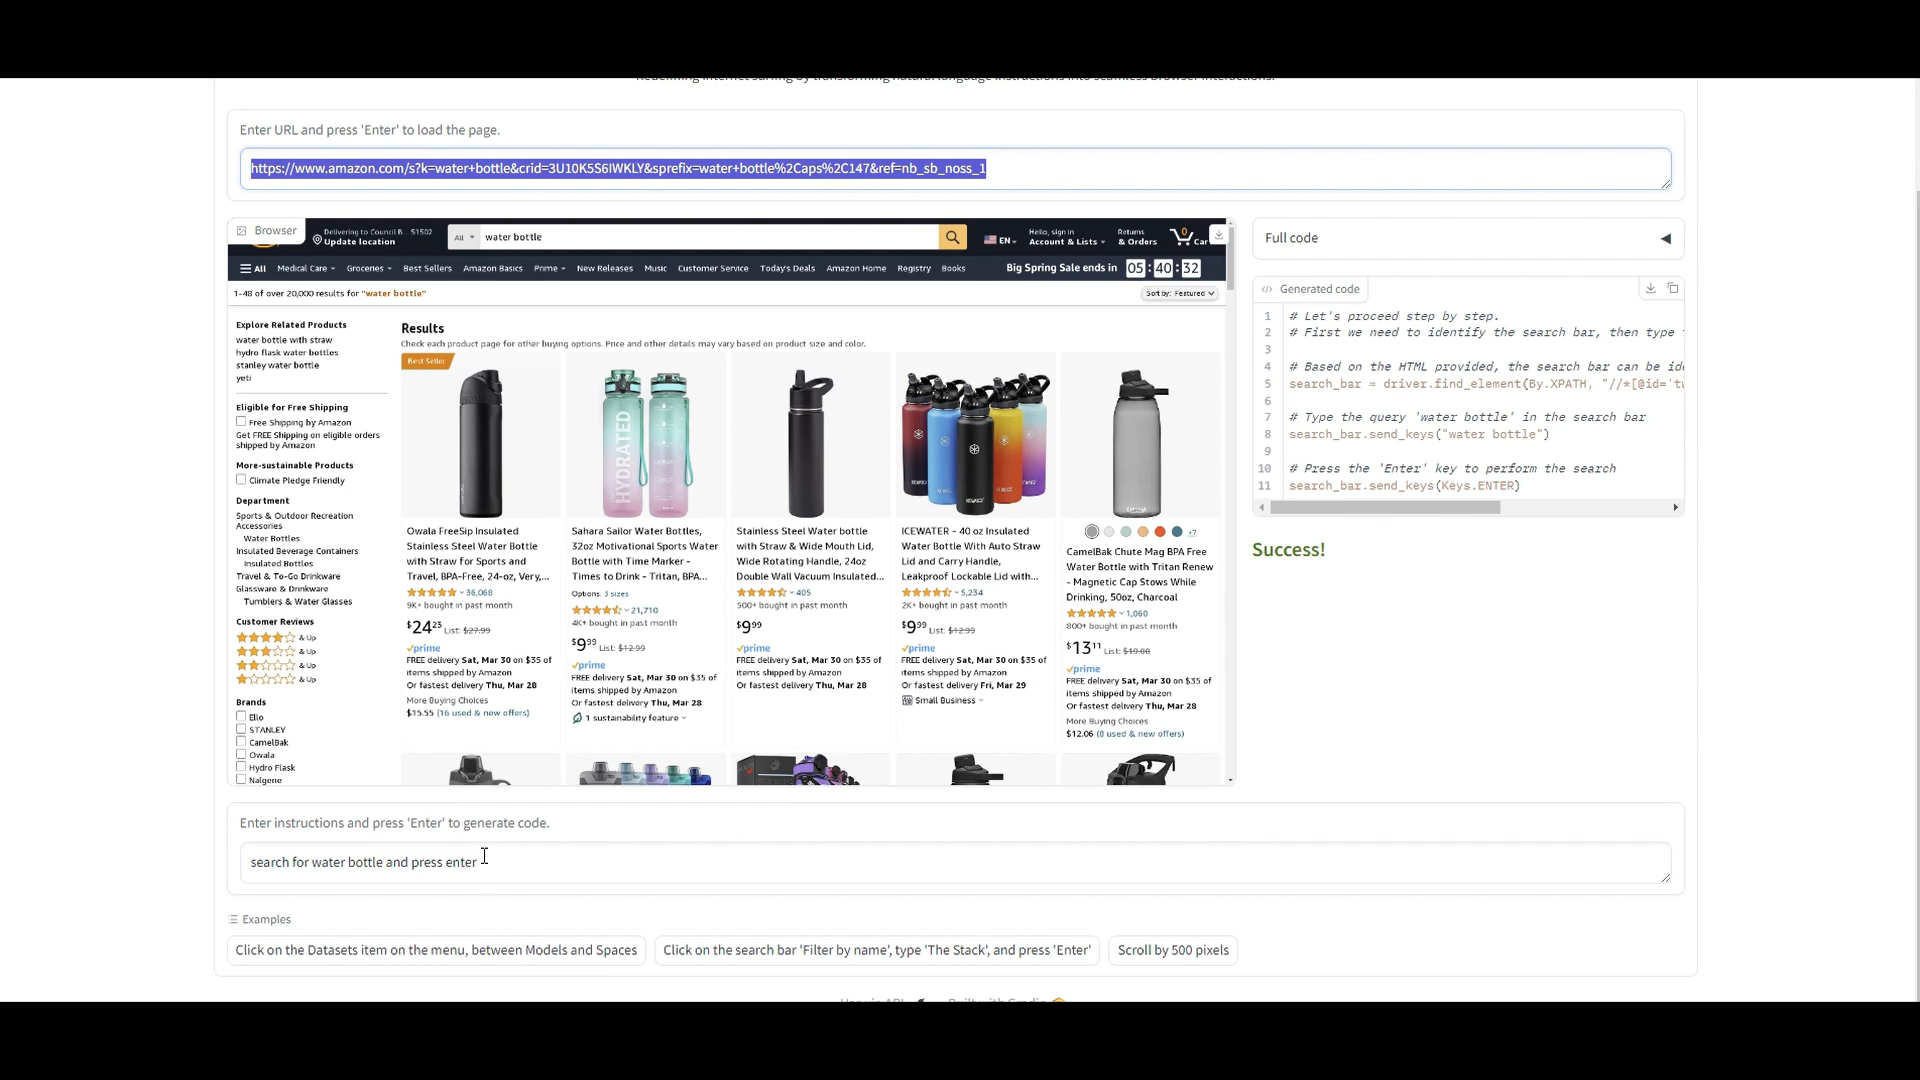 Redefining internet surfing by transforming natural language instructions into seamless browser interactions.
Enter URL and press 'Enter' to load the page.
https://www.amazon.com/s?k=water+bottle&crid=3U10K5S6IWKLY&sprefix=water+bottle%2Caps%2C147&ref=nb_sb_noss_1
Browser
Delivering to Council B... 51502
Update location
All
water bottle
EN
Hello, sign in
Account & Lists
Returns
& Orders
0
Car
All
Medical Care
Groceries
Best Sellers
Amazon Basics
Prime
New Releases
Music
Customer Service
Today's Deals
Amazon Home
Registry
Books
Big Spring Sale ends in 05 : 40 : 32
1-48 of over 20,000 results for "water bottle"
Sort by: Featured
Explore Related Products
water bottle with straw
hydro flask water bottles
stanley water bottle
yeti
Eligible for Free Shipping
Free Shipping by Amazon
Get FREE Shipping on eligible orders
shipped by Amazon
More-sustainable Products
Climate Pledge Friendly
Department
Sports & Outdoor Recreation
Accessories
Water Bottles
Insulated Beverage Containers
Insulated Bottles
Travel & To-Go Drinkware
Glassware & Drinkware
Tumblers & Water Glasses
Customer Reviews
& Up
& Up
& Up
& Up
Brands
Ello
STANLEY
CamelBak
Owala
Hydro Flask
Nalgene
Results
Check each product page for other buying options. Price and other details may vary based on product size and color.
Best Seller
Owala FreeSip Insulated
Stainless Steel Water Bottle
with Straw for Sports and
Travel, BPA-Free, 24-oz, Very,...
36,068
9K+ bought in past month
$24 23 List: $27.99
prime
FREE delivery Sat, Mar 30 on $35 of
items shipped by Amazon
Or fastest delivery Thu, Mar 28
More Buying Choices
$15.55 (16 used & new offers)
HYDRATED
Sahara Sailor Water Bottles,
32oz Motivational Sports Water
Bottle with Time Marker -
Times to Drink - Tritan, BPA...
Options: 3 sizes
21,710
4K+ bought in past month
$9 99 List: $12.99
prime
FREE delivery Sat, Mar 30 on $35 of
items shipped by Amazon
Or fastest delivery Thu, Mar 28
1 sustainability feature
Stainless Steel Water bottle
with Straw & Wide Mouth Lid,
Wide Rotating Handle, 24oz
Double Wall Vacuum Insulated...
405
500+ bought in past month
$9 99
prime
FREE delivery Sat, Mar 30 on $35 of
items shipped by Amazon
Or fastest delivery Thu, Mar 28
ICEWATER - 40 oz Insulated
Water Bottle With Auto Straw
Lid and Carry Handle,
Leakproof Lockable Lid with...
5,234
2K+ bought in past month
$9 99 List: $12.99
prime
FREE delivery Sat, Mar 30 on $35 of
items shipped by Amazon
Or fastest delivery Fri, Mar 29
Small Business
+7
CamelBak Chute Mag BPA Free
Water Bottle with Tritan Renew
- Magnetic Cap Stows While
Drinking, 50oz, Charcoal
1,060
800+ bought in past month
$13 11 List: $19.00
prime
FREE delivery Sat, Mar 30 on $35 of
items shipped by Amazon
Or fastest delivery Thu, Mar 28
More Buying Choices
$12.06 (8 used & new offers)
Full code
Generated code
1 # Let's proceed step by step.
2 # First we need to identify the search bar, then type
3
4 # Based on the HTML provided, the search bar can be id
5 search_bar = driver.find_element(By.XPATH, "//*[@id='tw
6
7 # Type the query 'water bottle' in the search bar
8 search_bar.send_keys("water bottle")
9
10 # Press the 'Enter' key to perform the search
11 search_bar.send_keys(Keys.ENTER)
Success!
Enter instructions and press 'Enter' to generate code.
search for water bottle and press enter
Examples
Click on the Datasets item on the menu, between Models and Spaces
Click on the search bar 'Filter by name', type 'The Stack', and press 'Enter'
Scroll by 500 pixels
Use via API
Built with Gradio